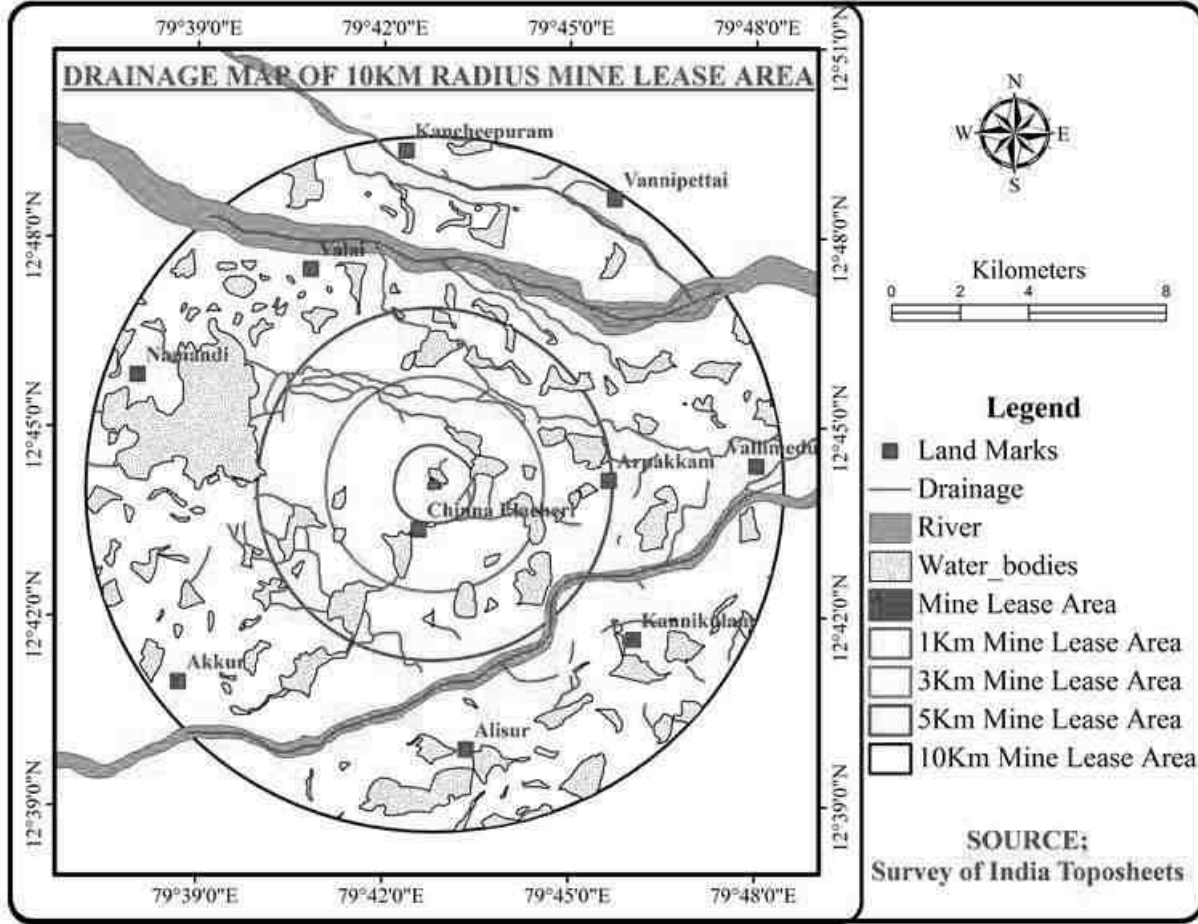 79°39'0"E 79°42'0"E 79°45'0"E 79°48'0"E
DRAINAGE MAP OF 10KM RADIUS MINE LEASE AREA
12°51'0"N
12°48'0"N
12°45'0"N
12°42'0"N
12°39'0"N
12°48'0"N
12°45'0"N
12°42'0"N
12°39'0"N
Kancheepuram
Vannipettai
Valai
Namandi
Vallimedu
Arpakkam
Chinna
Akkur
Alisur
79°39'0"E 79°42'0"E 79°45'0"E 79°48'0"E
N
W E
S
Kilometers
0 2 4 8
Legend
Land Marks
Drainage
River
Water_bodies
Mine Lease Area
1Km Mine Lease Area
3Km Mine Lease Area
5Km Mine Lease Area
10Km Mine Lease Area
SOURCE;
Survey of India Toposheets